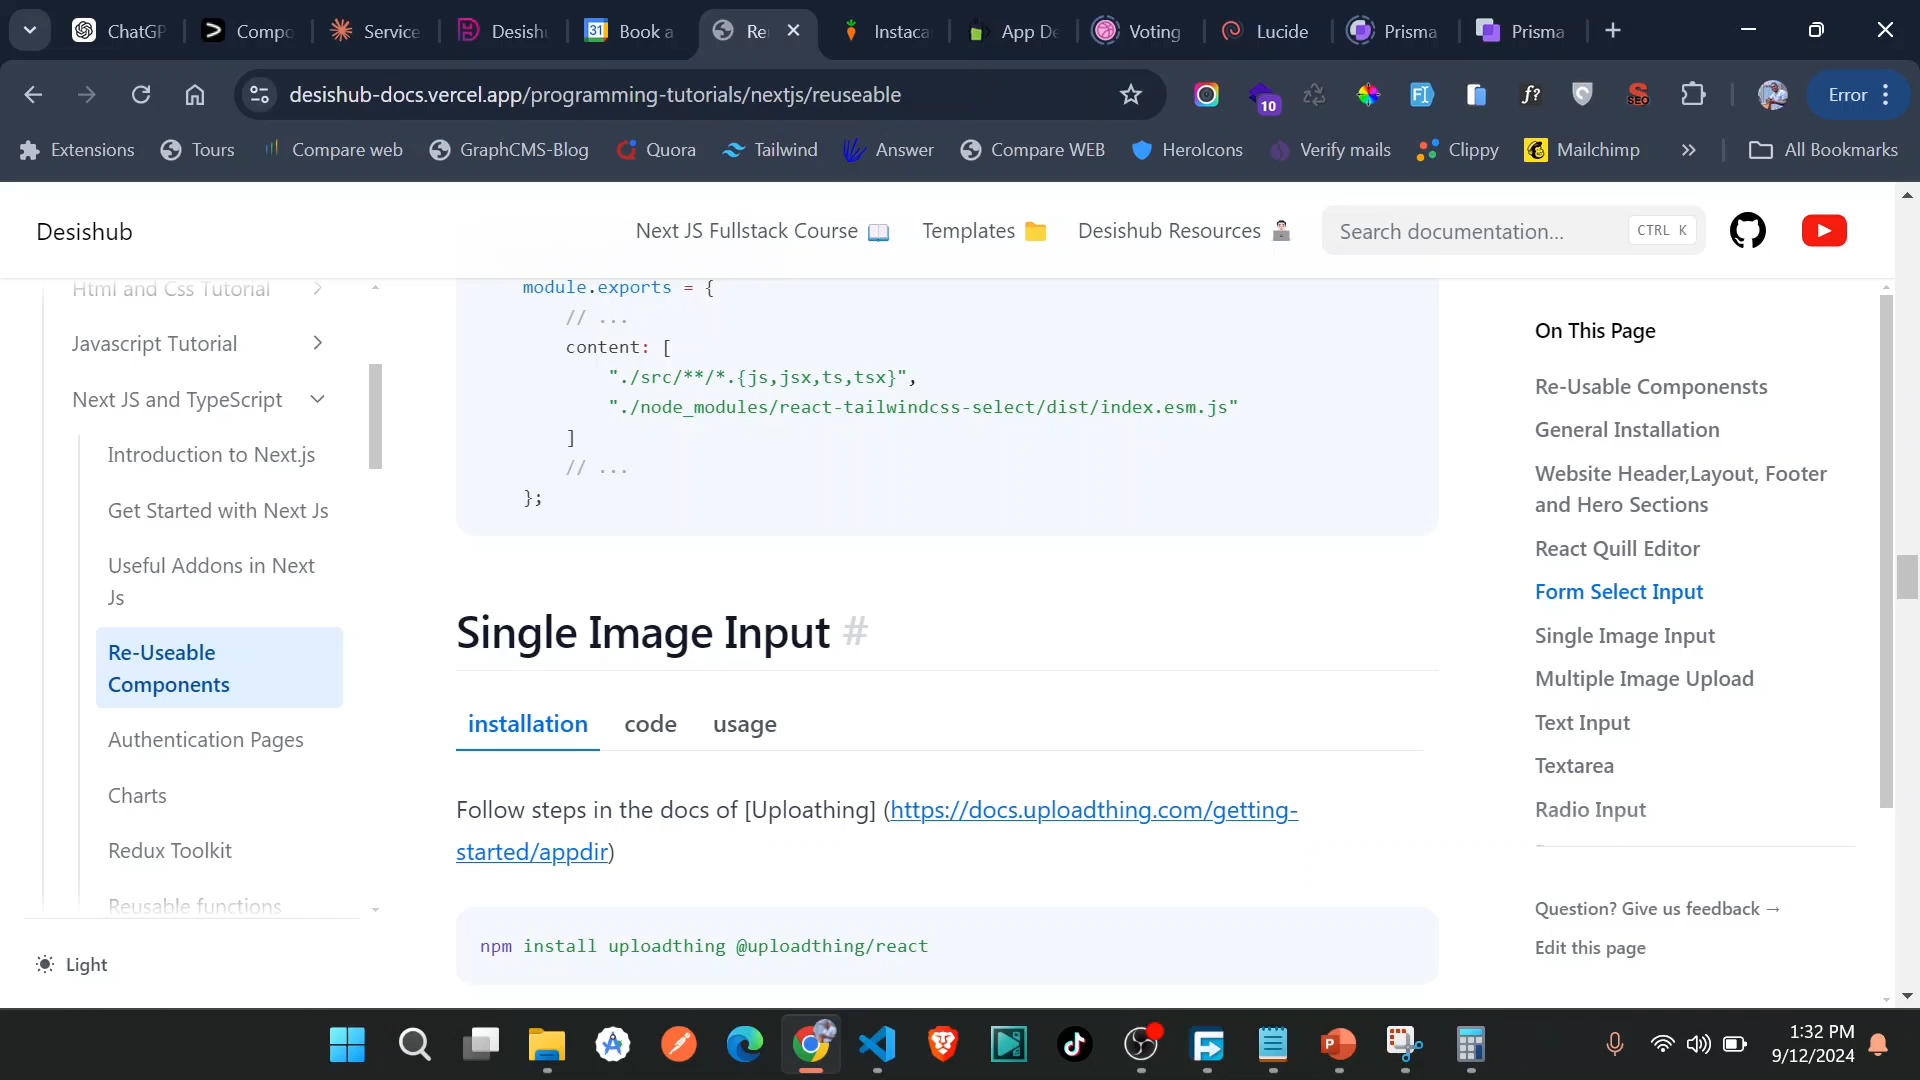 ChatGP
Compo
Service
Desishu
Book a
Re
Instaca
App De
Voting
Lucide
Prisma
Prisma
desishub-docs.vercel.app/programming-tutorials/nextjs/reuseable
10
SEO
Error
Extensions
Tours
Compare web
GraphCMS-Blog
Quora
Tailwind
Answer
Compare WEB
HeroIcons
Verify mails
Clippy
Mailchimp
All Bookmarks
Desishub
Next JS Fullstack Course
Templates
Desishub Resources
Search documentation...
CTRL K
Html and Css Tutorial
Javascript Tutorial
Next JS and TypeScript
Introduction to Next.js
Get Started with Next Js
Useful Addons in Next
Js
Re-Useable
Components
Authentication Pages
Charts
Redux Toolkit
Reusable functions
Light
module.exports = {
// ...
content: [
"./src/**/*.{js,jsx,ts,tsx}",
"./node_modules/react-tailwindcss-select/dist/index.esm.js"
]
// ...
};
Single Image Input #
installation
code
usage
Follow steps in the docs of [Uploathing] (https://docs.uploadthing.com/getting-
started/appdir)
npm install uploadthing @uploadthing/react
On This Page
Re-Usable Componensts
General Installation
Website Header,Layout, Footer
and Hero Sections
React Quill Editor
Form Select Input
Single Image Input
Multiple Image Upload
Text Input
Textarea
Radio Input
Question? Give us feedback →
Edit this page
1:32 PM
9/12/2024